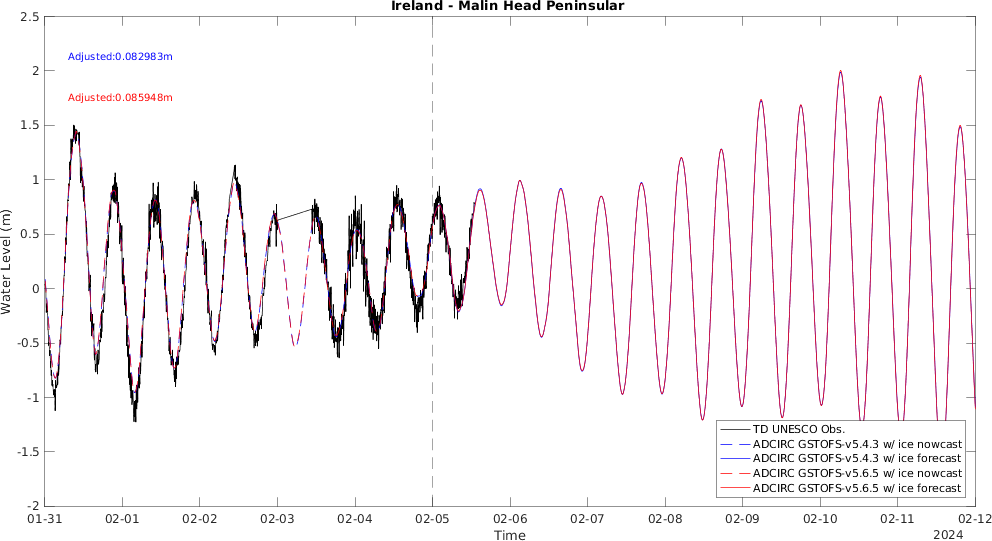 Ireland - Malin Head Peninsular
2.5
2
1.5
1
0.5
0
-0.5
-1
-1.5
-2
Water Level (m)
Adjusted:0.082983m
Adjusted:0.085948m
TD UNESCO Obs.
ADCIRC GSTOFS-v5.4.3 w/ ice nowcast
ADCIRC GSTOFS-v5.4.3 w/ ice forecast
ADCIRC GSTOFS-v5.6.5 w/ ice nowcast
ADCIRC GSTOFS-v5.6.5 w/ ice forecast
01-31 02-01 02-02 02-03 02-04 02-05 02-06 02-07 02-08 02-09 02-10 02-11 02-12
Time
2024